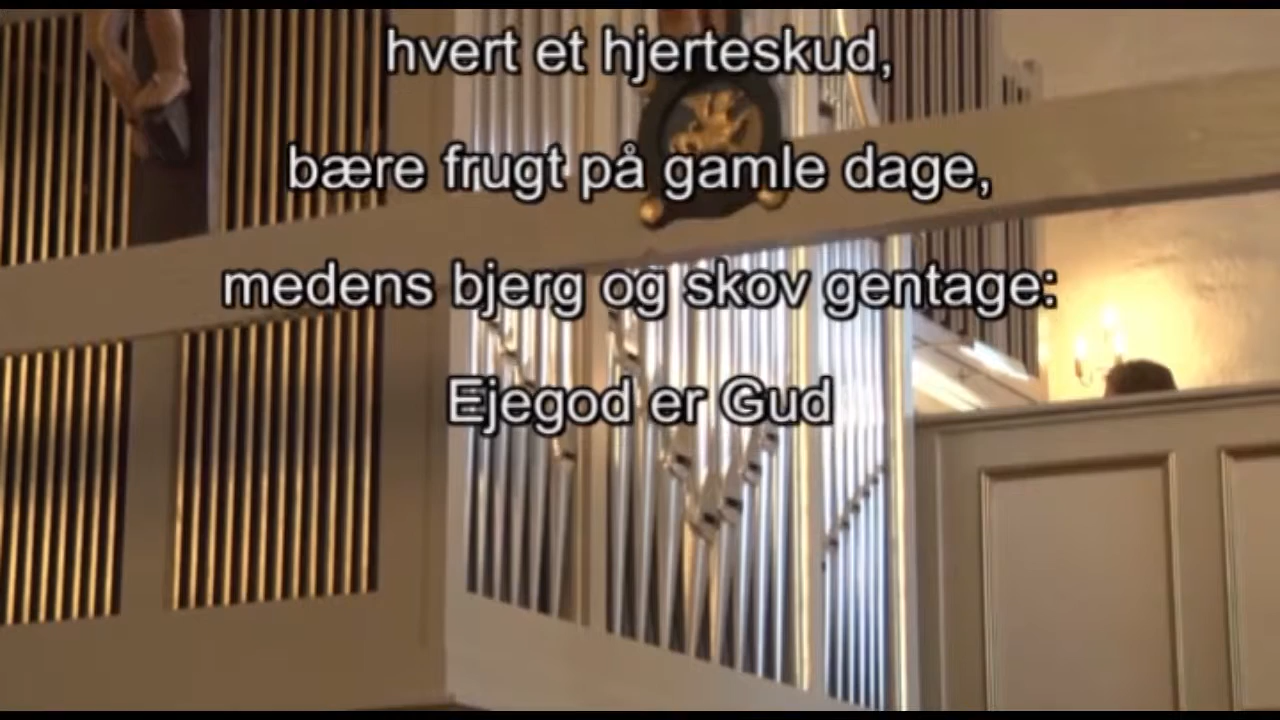 hvert et hjerteskud,
bære frugt på gamle dage,
medens bjerg og skov gentage:
Ejegod er Gud